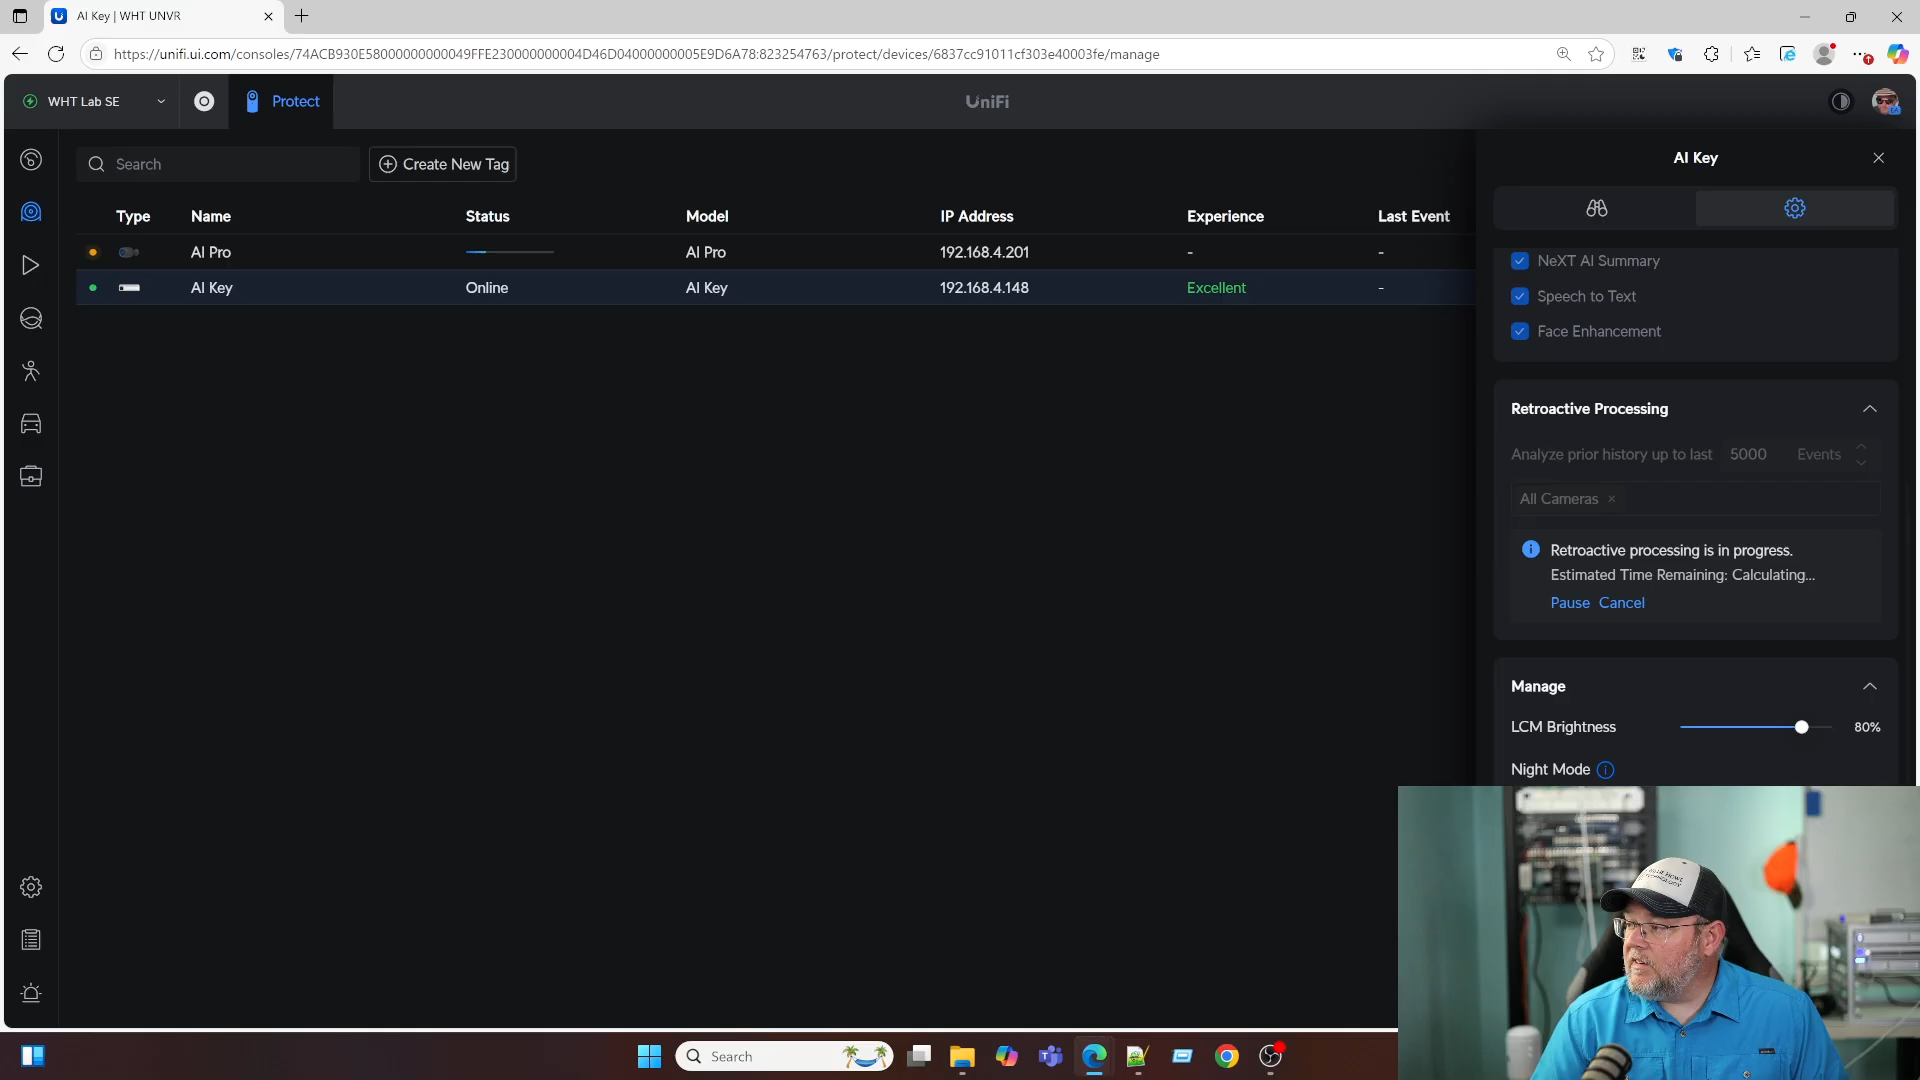 AI Key | WHT UNVR
https://unifi.ui.com/consoles/74ACB930E58000000000049FFE230000000004D46D04000000005E9D6A78:823254763/protect/devices/6837cc91011cf303e40003fe/manage
WHT Lab SE
Protect
UniFi
Search
Create New Tag
AI Key
Type Name Status Model IP Address Experience Last Event
AI Pro AI Pro 192.168.4.201 - -
AI Key Online AI Key 192.168.4.148 Excellent -
NeXT AI Summary
Speech to Text
Face Enhancement
Retroactive Processing
Analyze prior history up to last 5000 Events
All Cameras ×
Retroactive processing is in progress.
Estimated Time Remaining: Calculating...
Pause Cancel
Manage
LCM Brightness 80%
Night Mode
WILLIE HOWE
TECHNOLOGY
Search